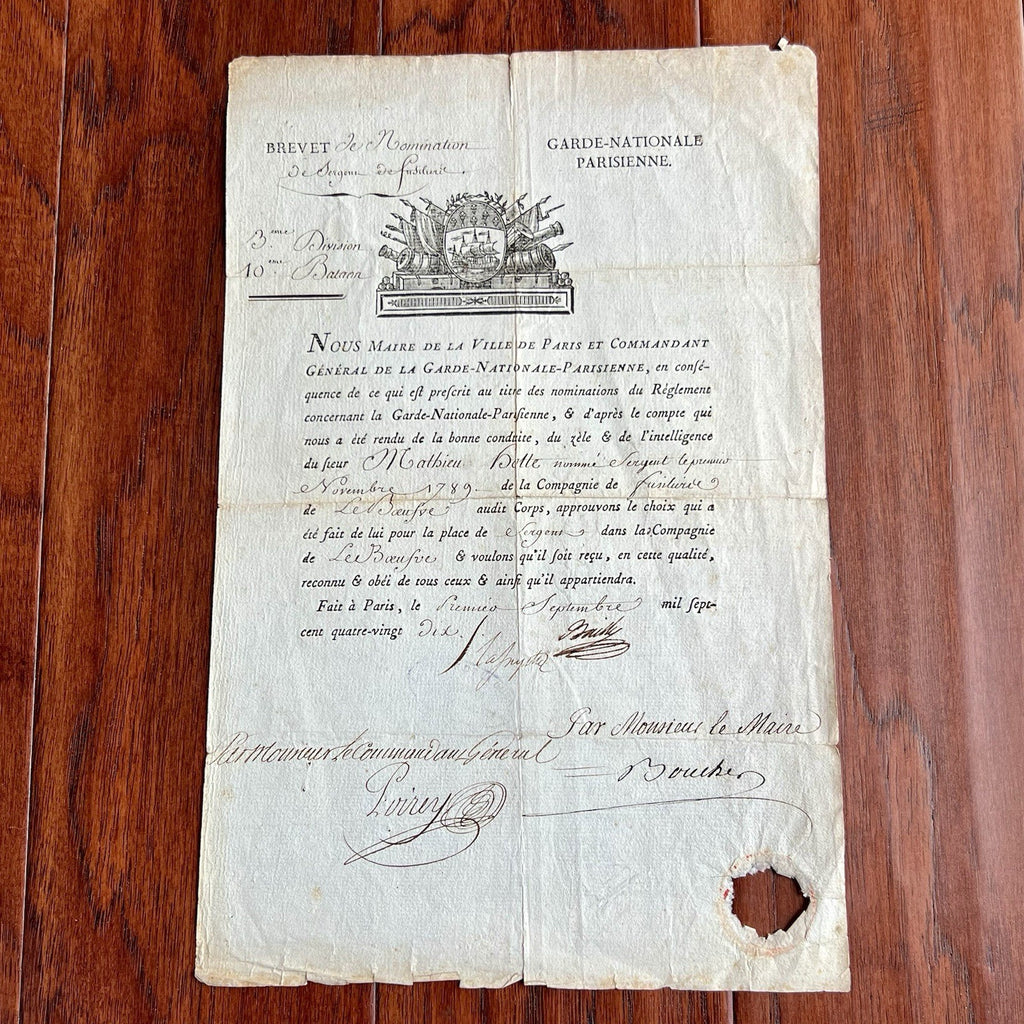 BREVET de Nomination
de Sergent de fusiliers.
GARDE-NATIONALE
PARISIENNE.
3.eme Division
10 eme Bataon
NOUS MAIRE DE LA VILLE DE PARIS ET COMMANDANT
GÉNÉRAL DE LA GARDE-NATIONALE-PARISIENNE, en consé-
quence de ce qui est prescrit au titre des nominations du Règlement
concernant la Garde-Nationale-Parisienne, & d'après le compte qui
nous a été rendu de la bonne conduite, du zèle & de l'intelligence
du sieur Mathieu nommé Sergent le premier
Novembre 1789 de la Compagnie de fusiliers
de LeBœufve audit Corps, approuvons le choix qui a
été fait de lui pour la place de Sergent dans la Compagnie
de LeBœufve & voulons qu'il soit reçu, en cette qualité,
reconnu & obéi de tous ceux & ainsi qu'il appartiendra.
Fait à Paris, le Premier Septembre mil sept-
cent quatre-vingt dix.
Bailly
Lafayette
Par Monsieur le Maire
Par Monsieur le Commandant Général
Boucher
Poirey